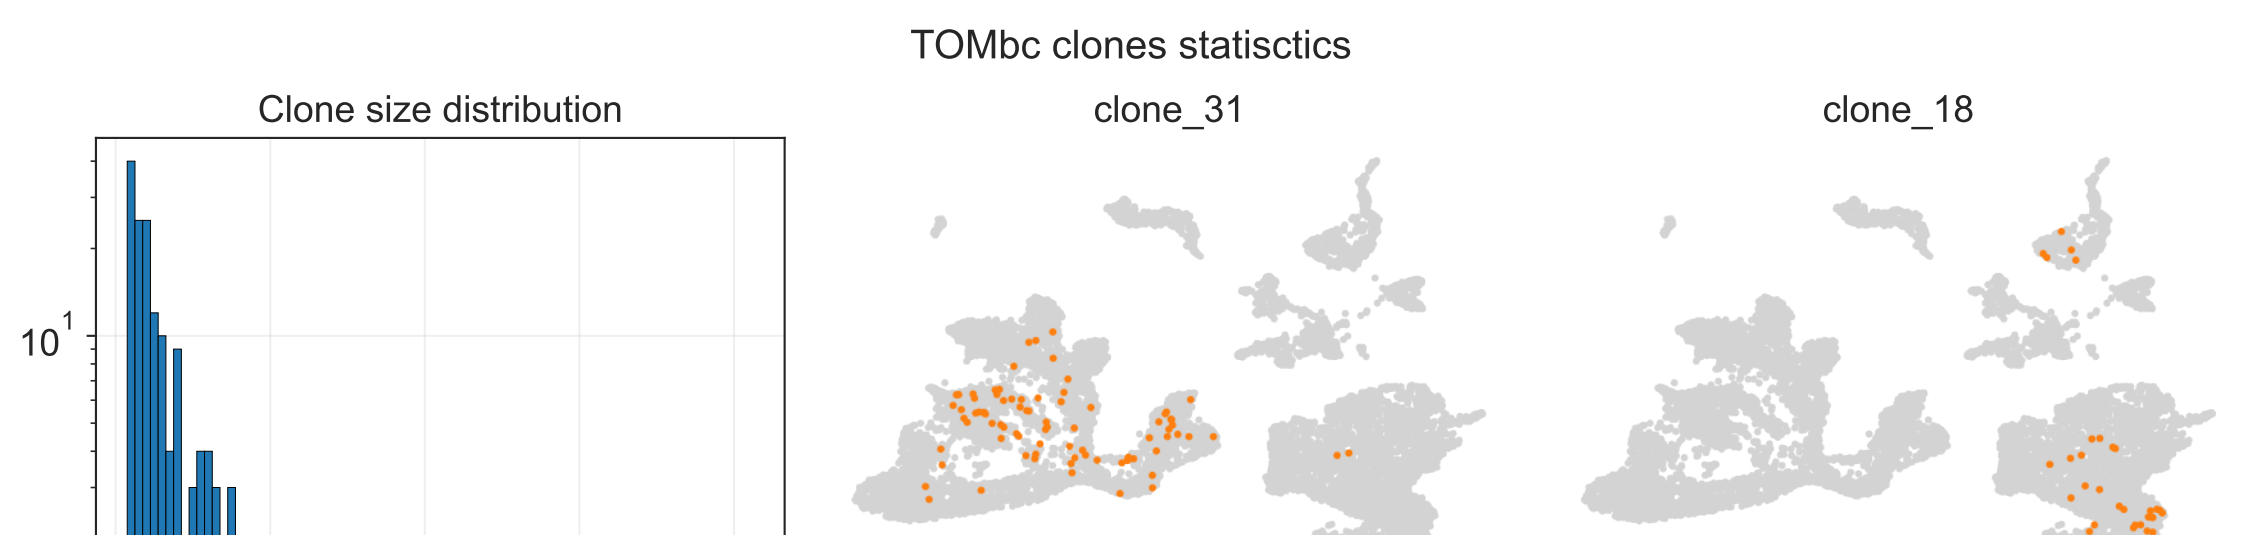 TOMbc clones statisctics
Clone size distribution
clone_31
clone_18
10¹